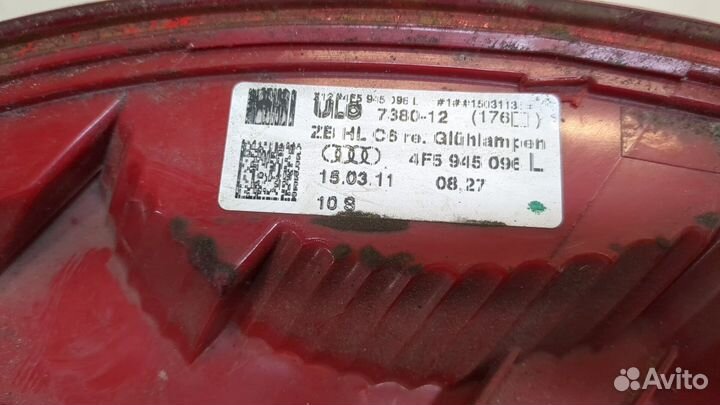 ULO 7380-12 (176
ZB HL C6 re. Glühlampen
4F5 945 096 L
15.03.11 08.27
10 S
Avito